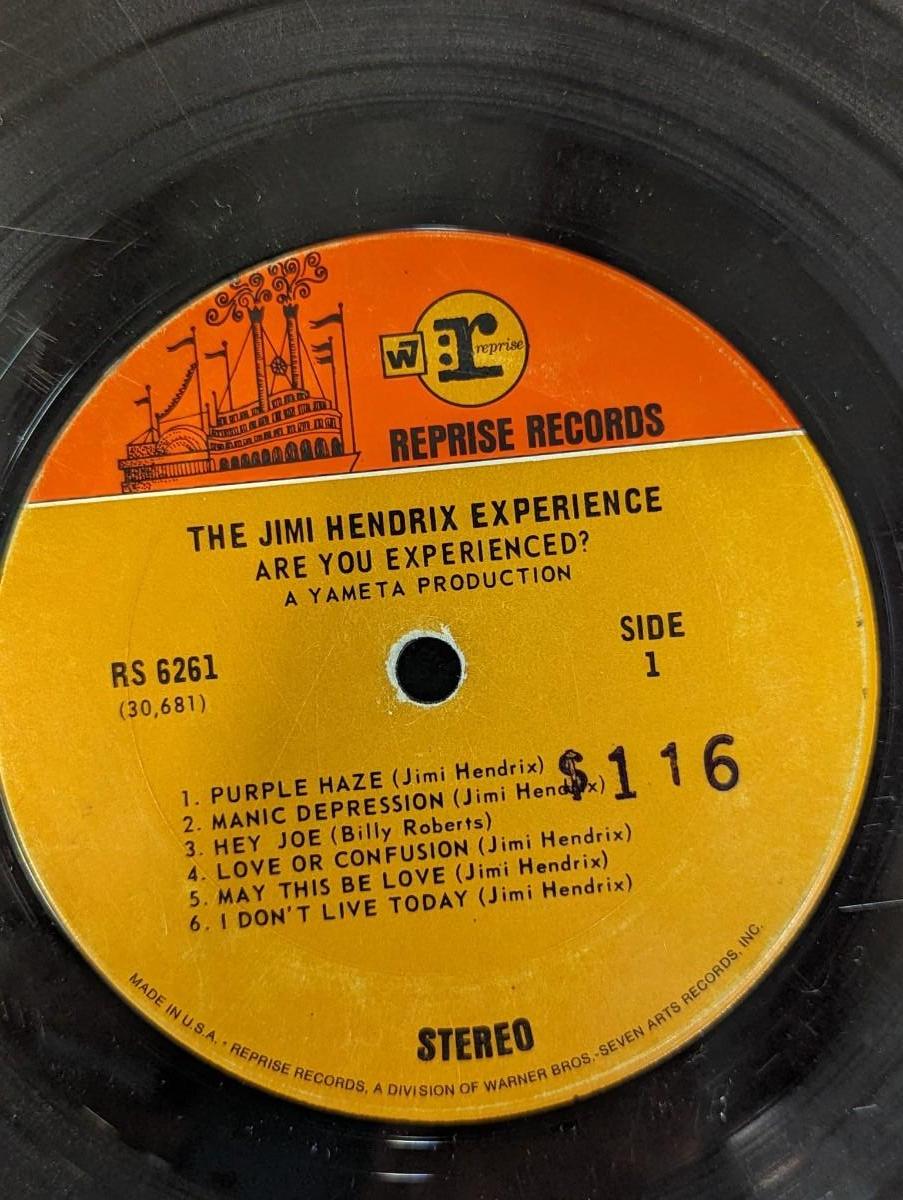 W7 r: reprise
REPRISE RECORDS
THE JIMI HENDRIX EXPERIENCE
ARE YOU EXPERIENCED?
A YAMETA PRODUCTION
SIDE
1
RS 6261
(30,681)
1. PURPLE HAZE (Jimi Hendrix)
2. MANIC DEPRESSION (Jimi Hendrix)
3. HEY JOE (Billy Roberts)
4. LOVE OR CONFUSION (Jimi Hendrix)
5. MAY THIS BE LOVE (Jimi Hendrix)
6. I DON'T LIVE TODAY (Jimi Hendrix)
$1 16
STEREO
MADE IN U.S.A. • REPRISE RECORDS, A DIVISION OF WARNER BROS.-SEVEN ARTS RECORDS, INC.